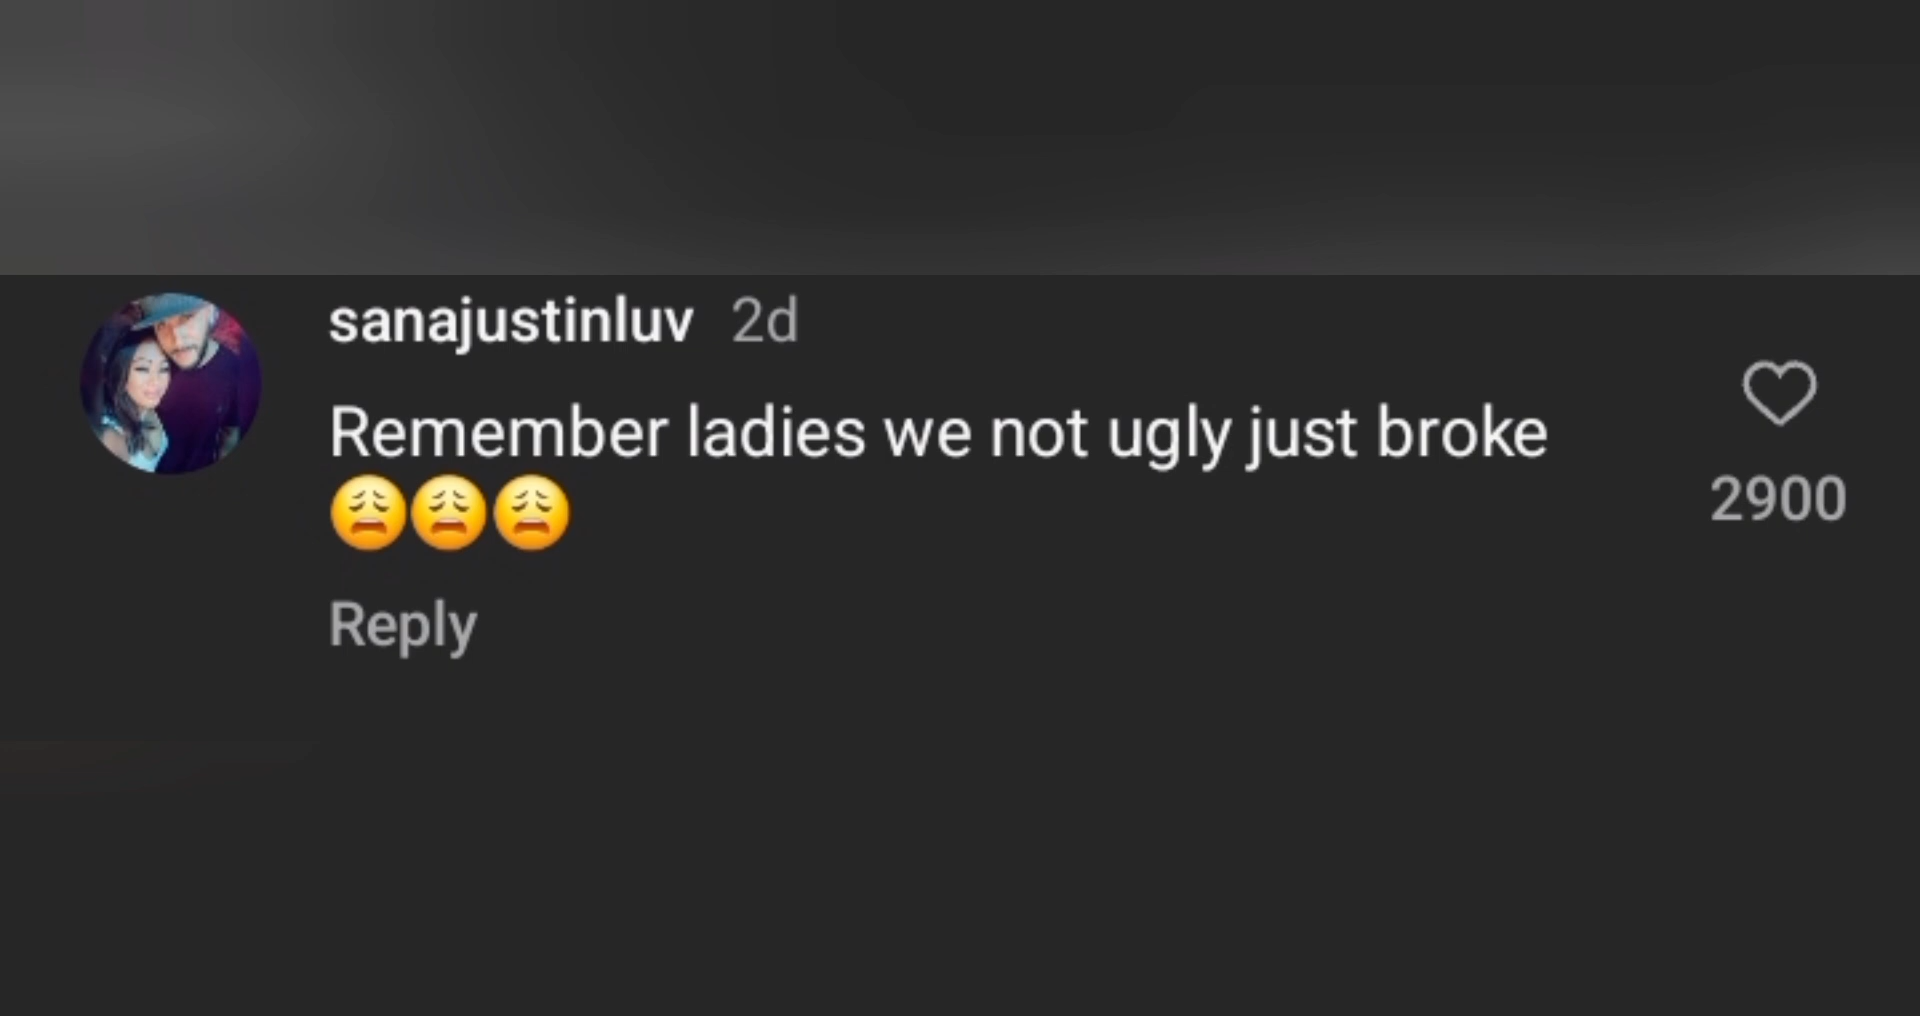 sanajustinluv 2d
Remember ladies we not ugly just broke
😩😩😩
2900
Reply